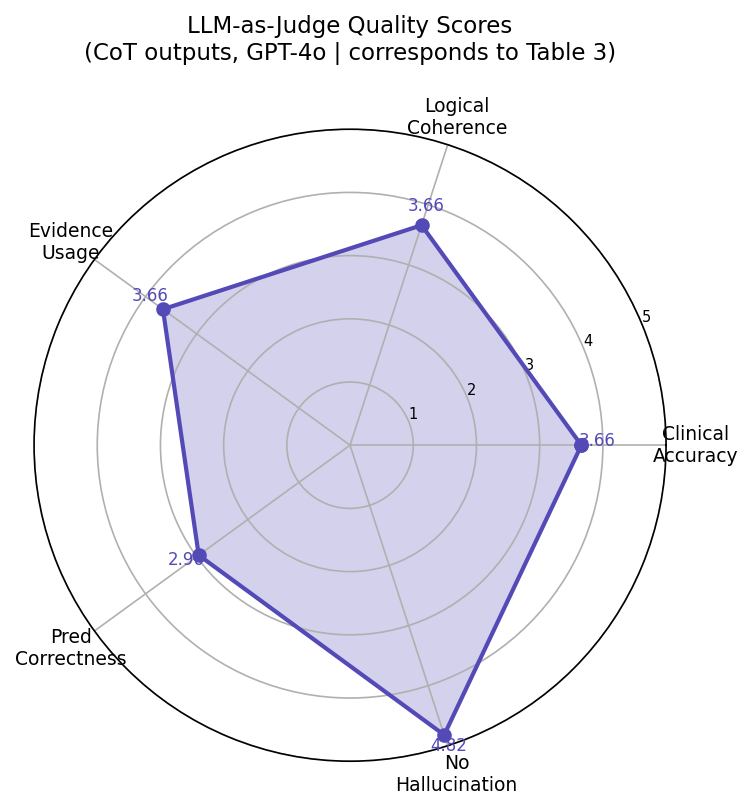 LLM-as-Judge Quality Scores
(CoT outputs, GPT-4o | corresponds to Table 3)
Logical
Coherence
3.66
Evidence
Usage
3.66
5
4
3
2
1
3.66
Clinical
Accuracy
2.96
Pred
Correctness
4.82
No
Hallucination